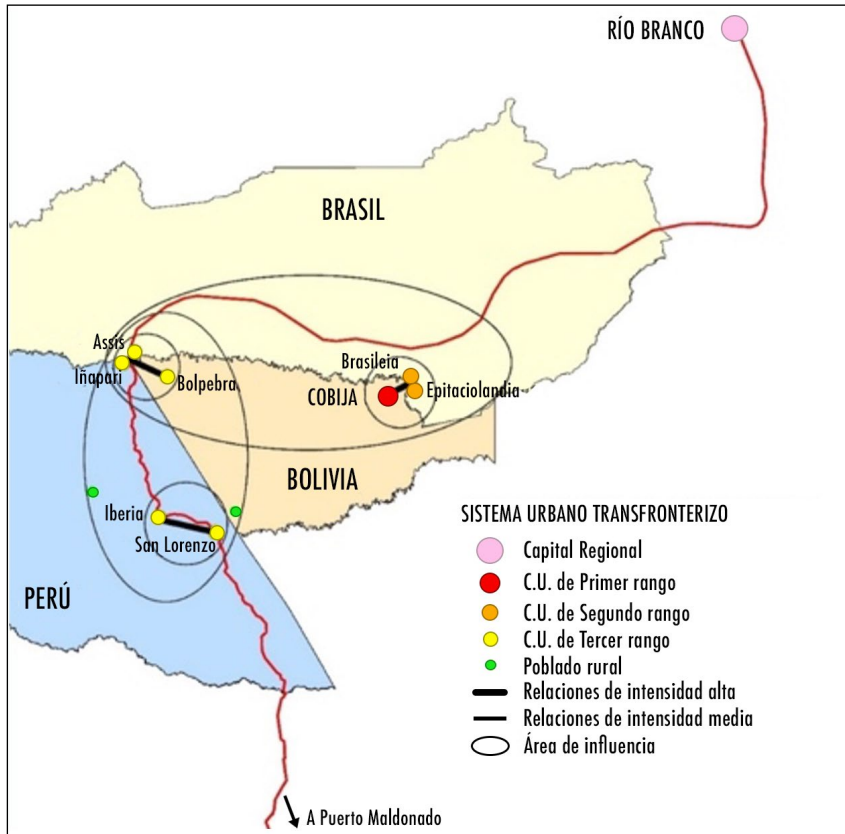 RÍO BRANCO
BRASIL
Assís
Iñapari
Bolpebra
Brasileia
COBIJA
Epitaciolandia
BOLIVIA
Iberia
San Lorenzo
PERÚ
SISTEMA URBANO TRANSFRONTERIZO
Capital Regional
C.U. de Primer rango
C.U. de Segundo rango
C.U. de Tercer rango
Poblado rural
Relaciones de intensidad alta
Relaciones de intensidad media
Área de influencia
A Puerto Maldonado